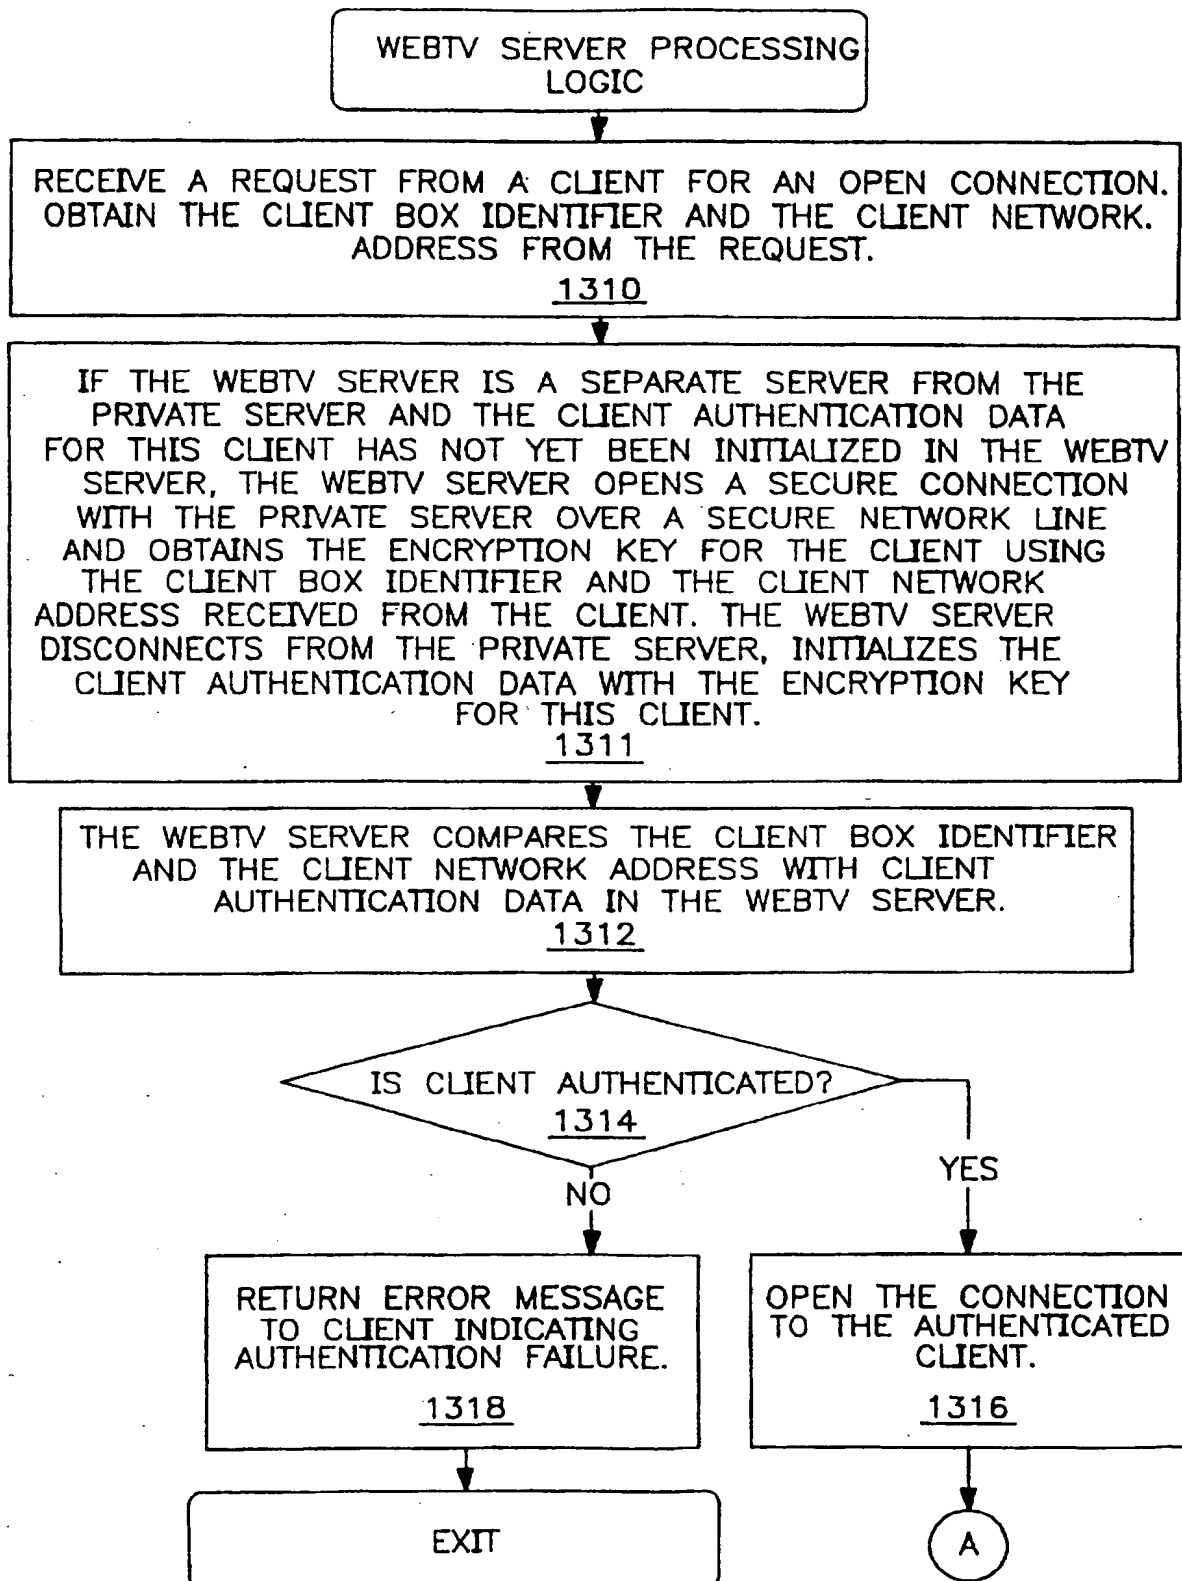 WEBTV SERVER PROCESSING
LOGIC
RECEIVE A REQUEST FROM A CLIENT FOR AN OPEN CONNECTION.
OBTAIN THE CLIENT BOX IDENTIFIER AND THE CLIENT NETWORK.
ADDRESS FROM THE REQUEST.
1310
IF THE WEBTV SERVER IS A SEPARATE SERVER FROM THE
PRIVATE SERVER AND THE CLIENT AUTHENTICATION DATA
FOR THIS CLIENT HAS NOT YET BEEN INITIALIZED IN THE WEBTV
SERVER, THE WEBTV SERVER OPENS A SECURE CONNECTION
WITH THE PRIVATE SERVER OVER A SECURE NETWORK LINE
AND OBTAINS THE ENCRYPTION KEY FOR THE CLIENT USING
THE CLIENT BOX IDENTIFIER AND THE CLIENT NETWORK
ADDRESS RECEIVED FROM THE CLIENT. THE WEBTV SERVER
DISCONNECTS FROM THE PRIVATE SERVER, INITIALIZES THE
CLIENT AUTHENTICATION DATA WITH THE ENCRYPTION KEY
FOR THIS CLIENT.
1311
THE WEBTV SERVER COMPARES THE CLIENT BOX IDENTIFIER
AND THE CLIENT NETWORK ADDRESS WITH CLIENT
AUTHENTICATION DATA IN THE WEBTV SERVER.
1312
IS CLIENT AUTHENTICATED?
1314
NO
YES
RETURN ERROR MESSAGE
TO CLIENT INDICATING
AUTHENTICATION FAILURE.
1318
OPEN THE CONNECTION
TO THE AUTHENTICATED
CLIENT.
1316
EXIT
A